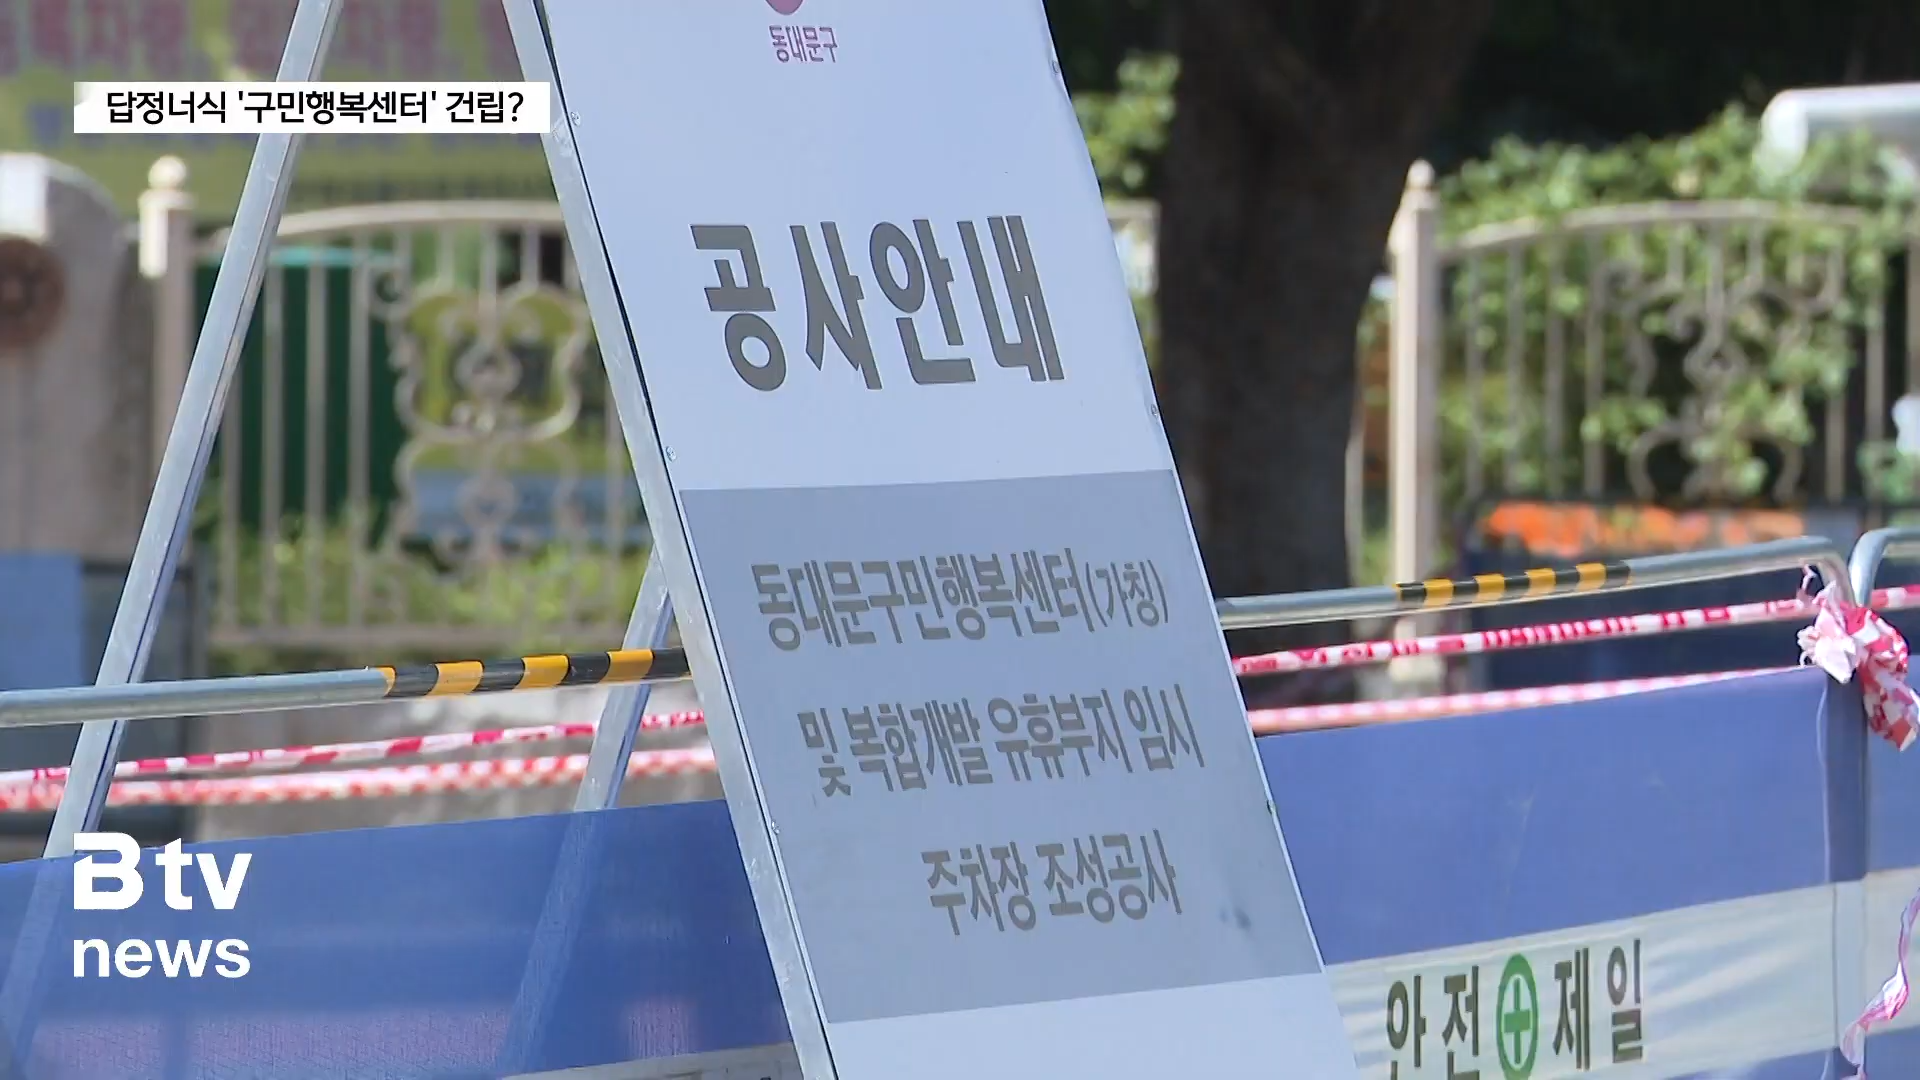 동대문구
답정너식 '구민행복센터' 건립?
공사안내
동대문구민행복센터(가칭)
및 복합개발 유휴부지 임시
주차장 조성공사
B tv
news
안전 제일